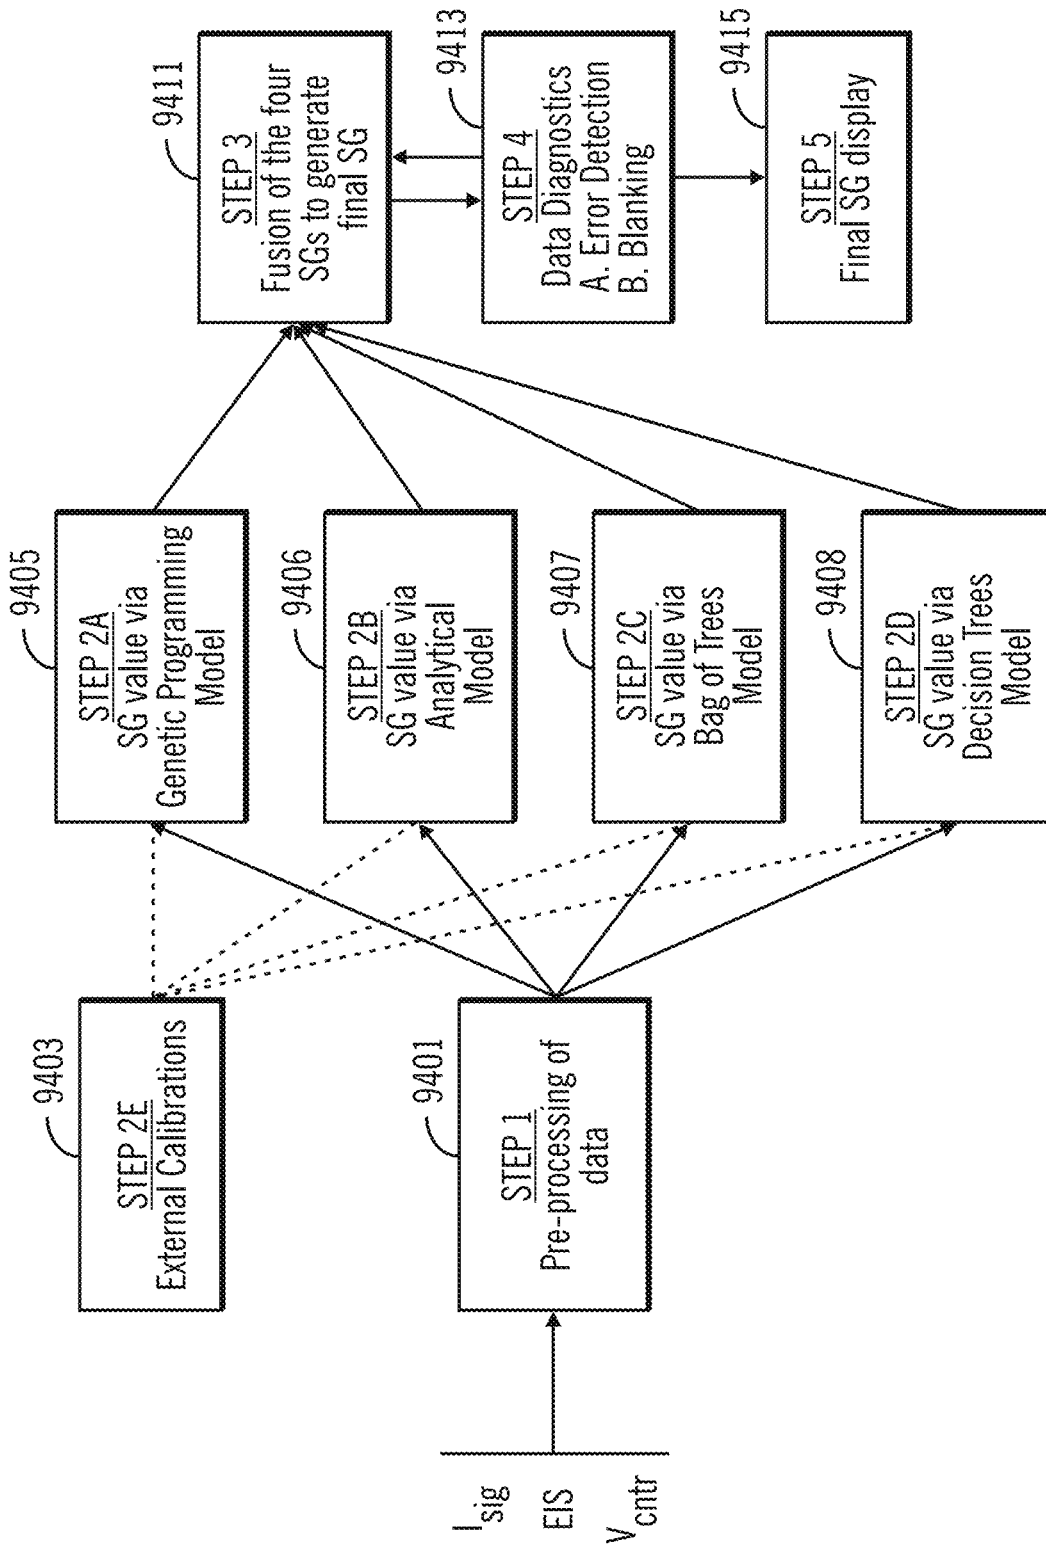 I_sig
EIS
V_cntr
9403
STEP 2E
External Calibrations
9401
STEP 1
Pre-processing of
data
9405
STEP 2A
SG value via
Genetic Programming
Model
9406
STEP 2B
SG value via
Analytical
Model
9407
STEP 2C
SG value via
Bag of Trees
Model
9408
STEP 2D
SG value via
Decision Trees
Model
9411
STEP 3
Fusion of the four
SGs to generate
final SG
9413
STEP 4
Data Diagnostics
A. Error Detection
B. Blanking
9415
STEP 5
Final SG display